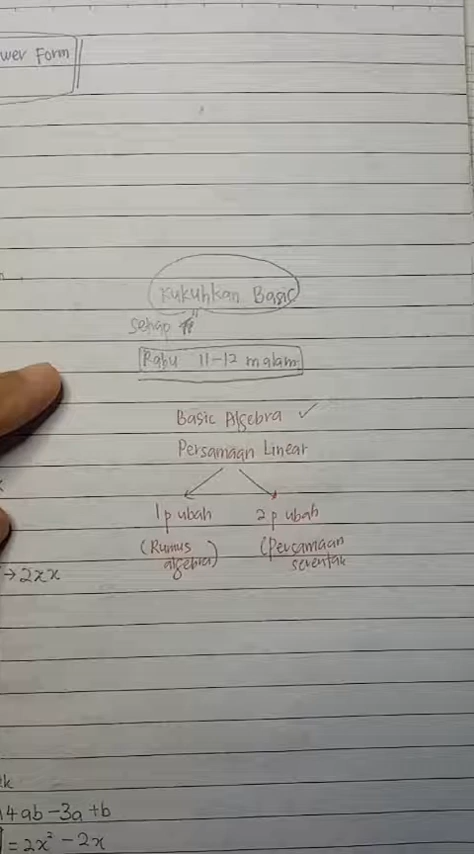 wer Form
Kukuhkan Basic
setiap
Rabu 11-12 malam
Basic Algebra ✓
Persamaan Linear
1 p ubah 2 p ubah
(Rumus algebra) (Persamaan serentak
→ 2xx
4ab - 3a + b
= 2x² - 2x